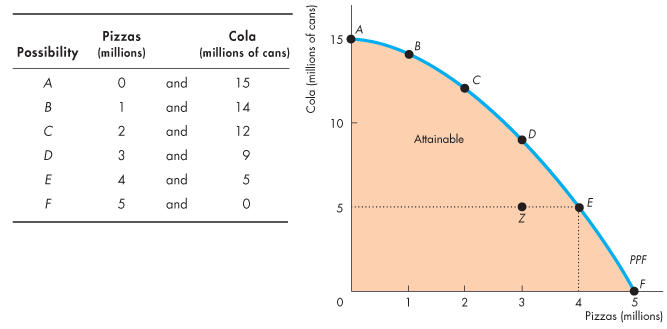 Pizzas Cola
Possibility (millions) (millions of cans)
A 0 and 15
B 1 and 14
C 2 and 12
D 3 and 9
E 4 and 5
F 5 and 0
Cola (millions of cans)
15
10
5
0 1 2 3 4 5
Pizzas (millions)
A
B
C
D
E
F
Attainable
Z
PPF